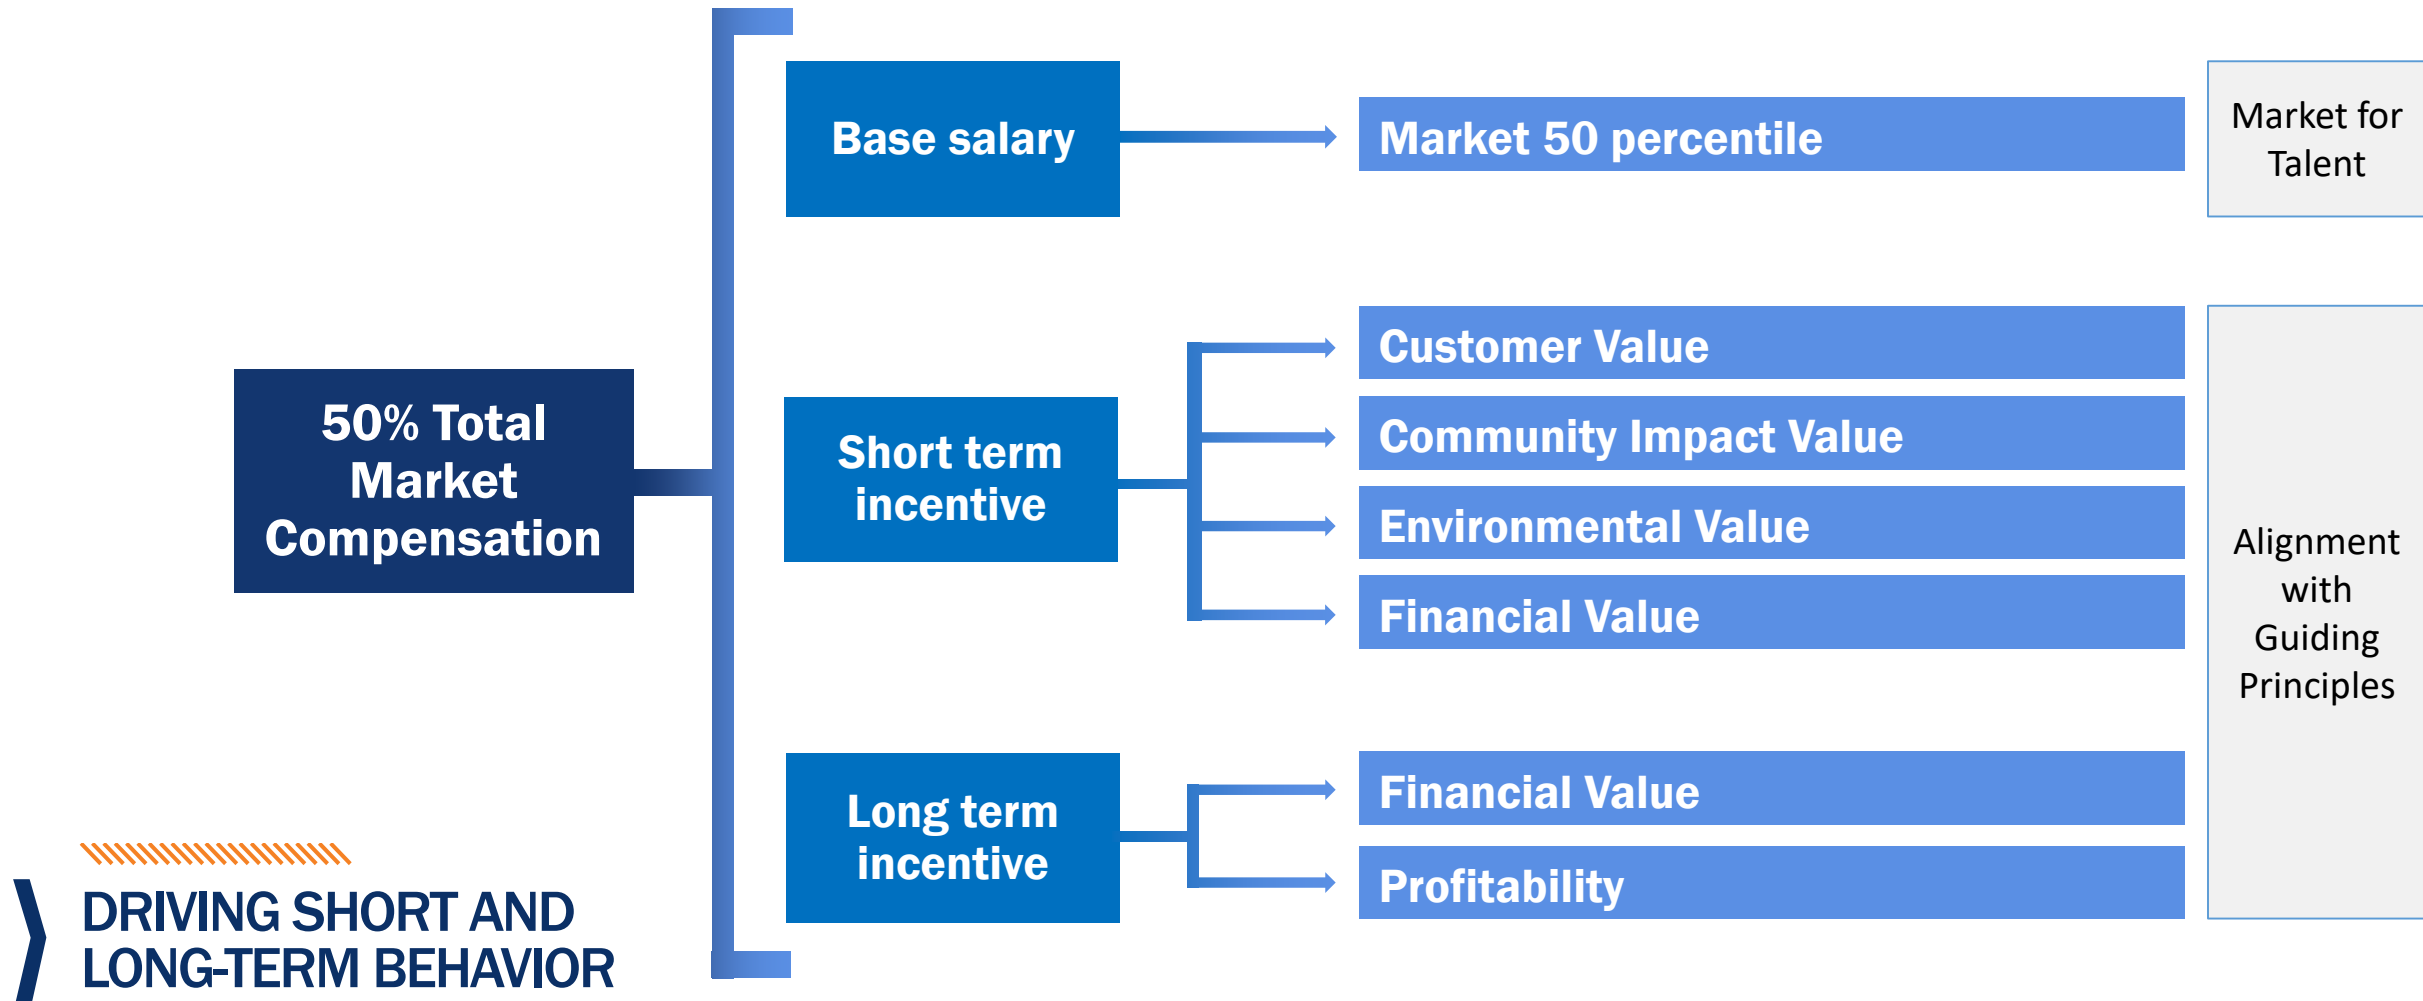 50% Total
Market
Compensation
Base salary
Market 50 percentile
Market for
Talent
Short term
incentive
Customer Value
Community Impact Value
Environmental Value
Financial Value
Alignment
with
Guiding
Principles
Long term
incentive
Financial Value
Profitability
DRIVING SHORT AND
LONG-TERM BEHAVIOR